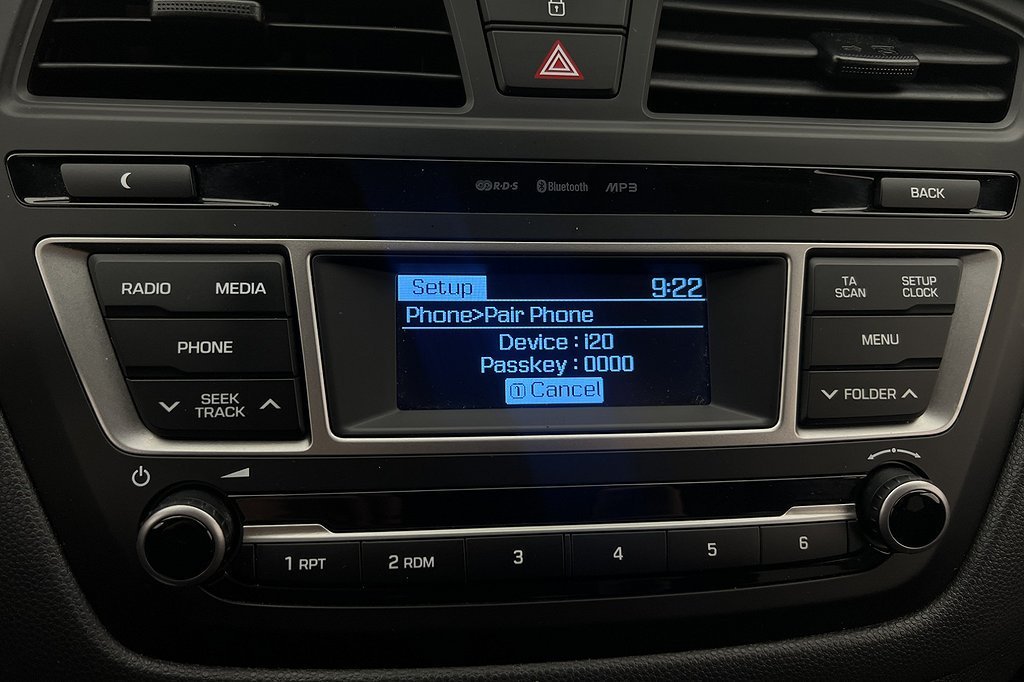 R·D·S Bluetooth MP3
BACK
RADIO MEDIA
PHONE
SEEK
TRACK
Setup 9:22
Phone>Pair Phone
Device : i20
Passkey : 0000
1 Cancel
TA
SCAN
SETUP
CLOCK
MENU
FOLDER
1 RPT 2 RDM 3 4 5 6